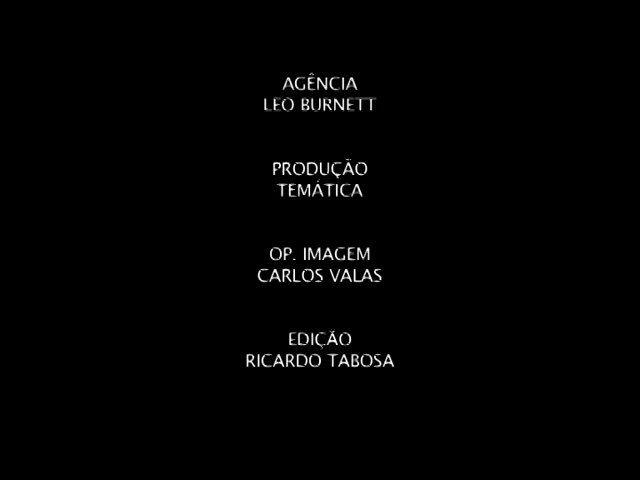 AGÊNCIA
LEO BURNETT
PRODUÇÃO
TEMÁTICA
OP. IMAGEM
CARLOS VALAS
EDIÇÃO
RICARDO TABOSA